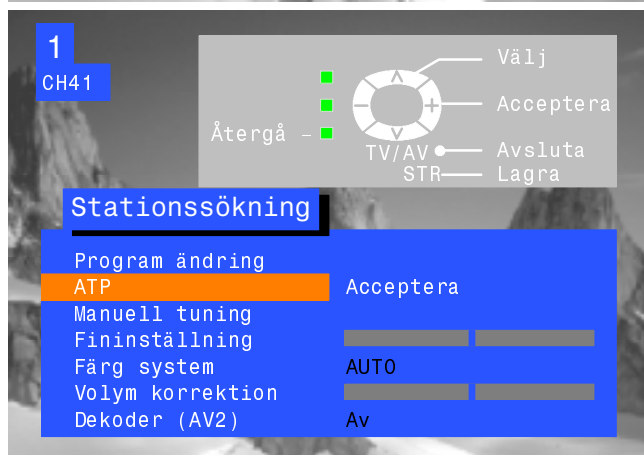 1
CH41
Välj
Acceptera
Återgå
TV/AV Avsluta
STR Lagra
Stationssökning
Program ändring
ATP Acceptera
Manuell tuning
Fininställning
Färg system AUTO
Volym korrektion
Dekoder (AV2) Av